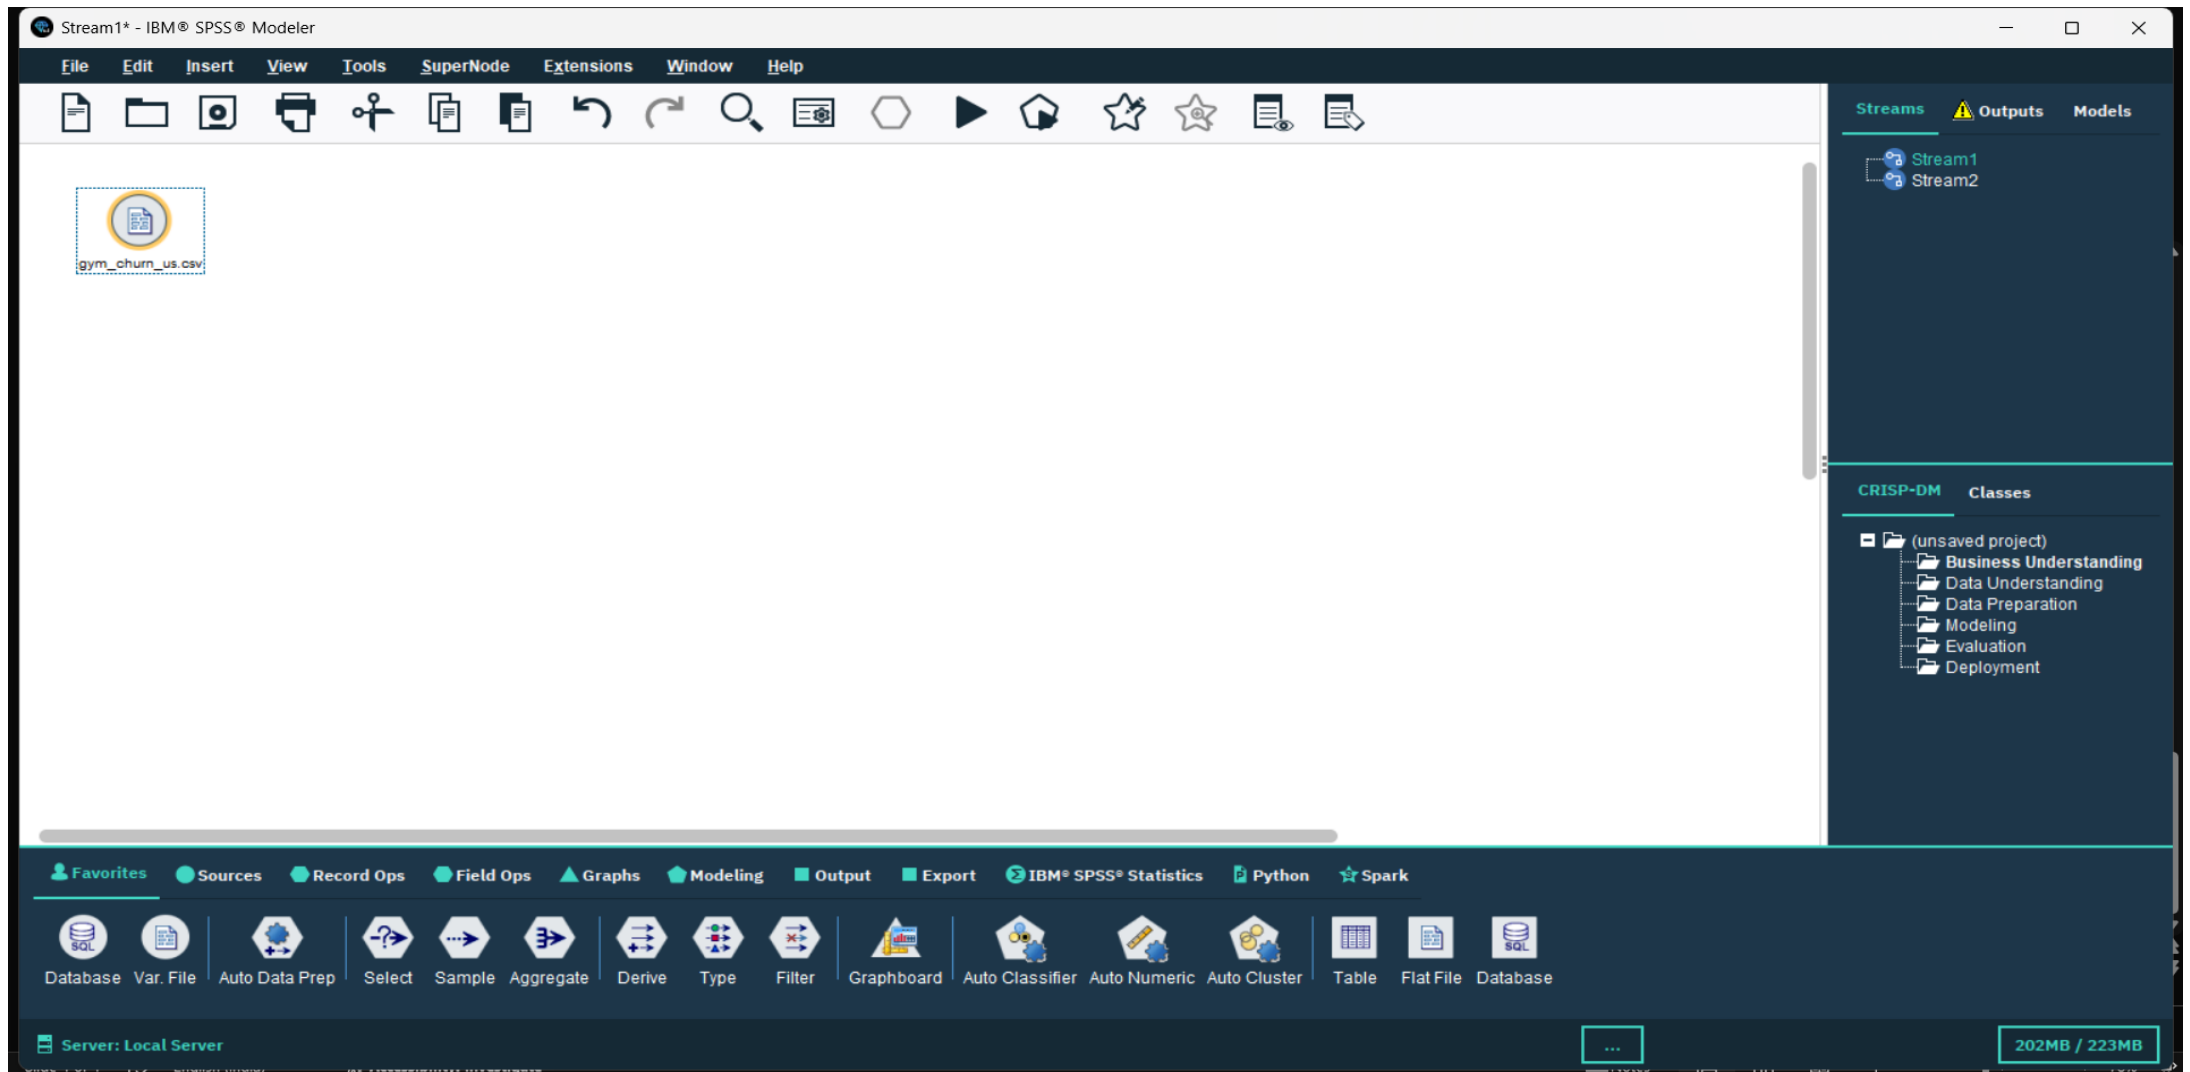 Stream1* - IBM® SPSS® Modeler
File Edit Insert View Tools SuperNode Extensions Window Help
Streams Outputs Models
Stream1
Stream2
gym_churn_us.csv
CRISP-DM Classes
(unsaved project)
Business Understanding
Data Understanding
Data Preparation
Modeling
Evaluation
Deployment
Favorites Sources Record Ops Field Ops Graphs Modeling Output Export IBM® SPSS® Statistics Python Spark
SQL SQL
Database Var. File Auto Data Prep Select Sample Aggregate Derive Type Filter Graphboard Auto Classifier Auto Numeric Auto Cluster Table Flat File Database
Server: Local Server ... 202MB / 223MB